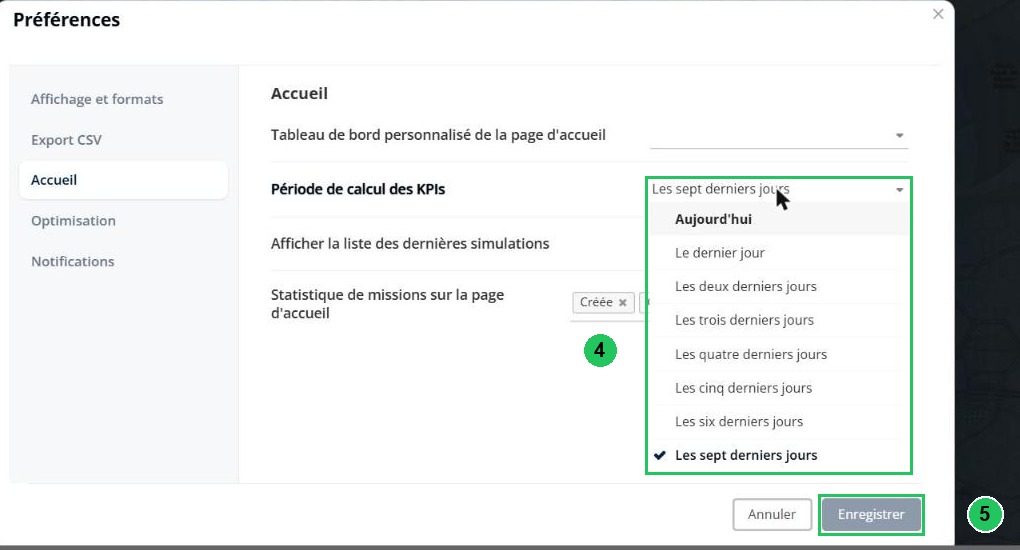 Préférences
Affichage et formats
Export CSV
Accueil
Optimisation
Notifications
Accueil
Tableau de bord personnalisé de la page d'accueil
Période de calcul des KPIs
Les sept derniers jours
Aujourd'hui
Le dernier jour
Les deux derniers jours
Les trois derniers jours
Les quatre derniers jours
Les cinq derniers jours
Les six derniers jours
Les sept derniers jours
Afficher la liste des dernières simulations
Statistique de missions sur la page
d'accueil
Créée
4
Annuler
Enregistrer
5